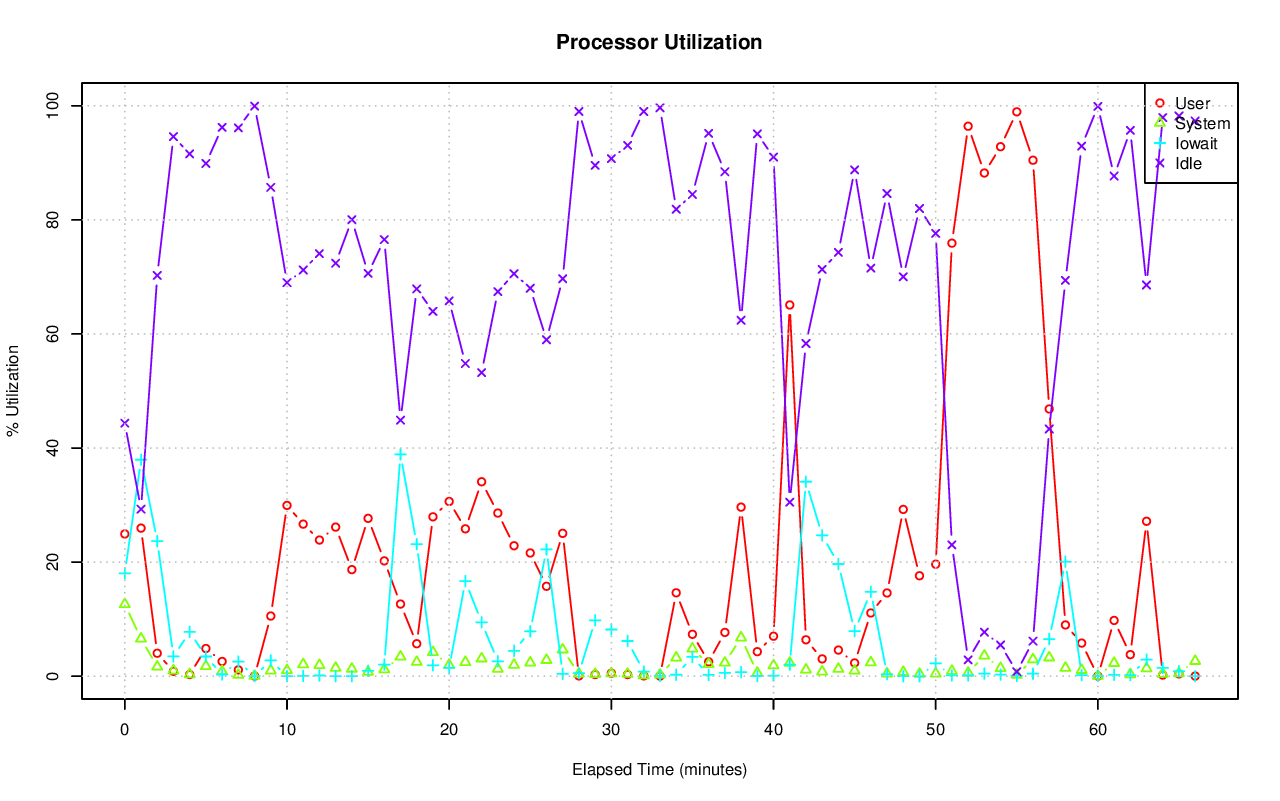 Processor Utilization
% Utilization
100
80
60
40
20
0
User
System
Iowait
Idle
0 10 20 30 40 50 60
Elapsed Time (minutes)